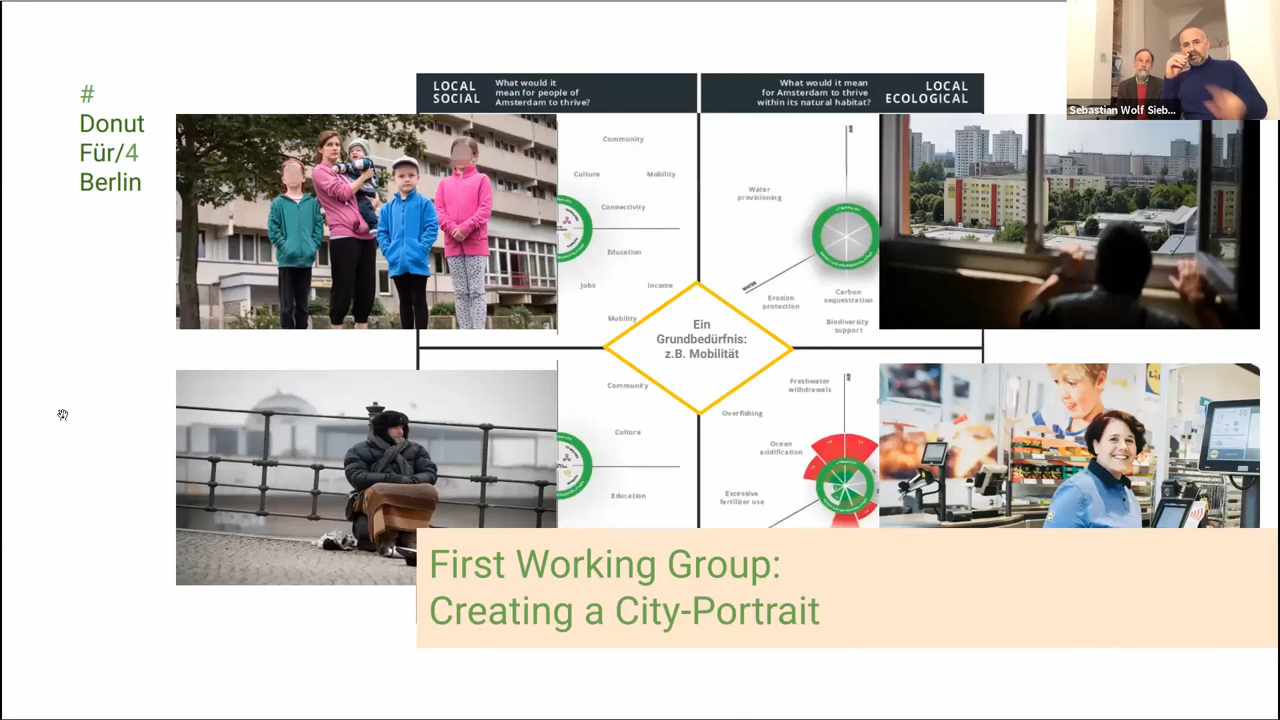 #
Donut
Für/4
Berlin
LOCAL
SOCIAL
What would it
mean for people of
Amsterdam to thrive?
What would it mean
for Amsterdam to thrive
within its natural habitat?
LOCAL
ECOLOGICAL
Sebastian Wolf Sieb...
Community
Culture
Mobility
Connectivity
Education
Jobs
Income
Mobility
Water
provisioning
AIR
WATER
Erosion
protection
Carbon
sequestration
Biodiversity
support
Ein
Grundbedürfnis:
z.B. Mobilität
Community
Culture
Education
Freshwater
withdrawals
AIR
Overfishing
Ocean
acidification
Excessive
fertilizer use
First Working Group:
Creating a City-Portrait